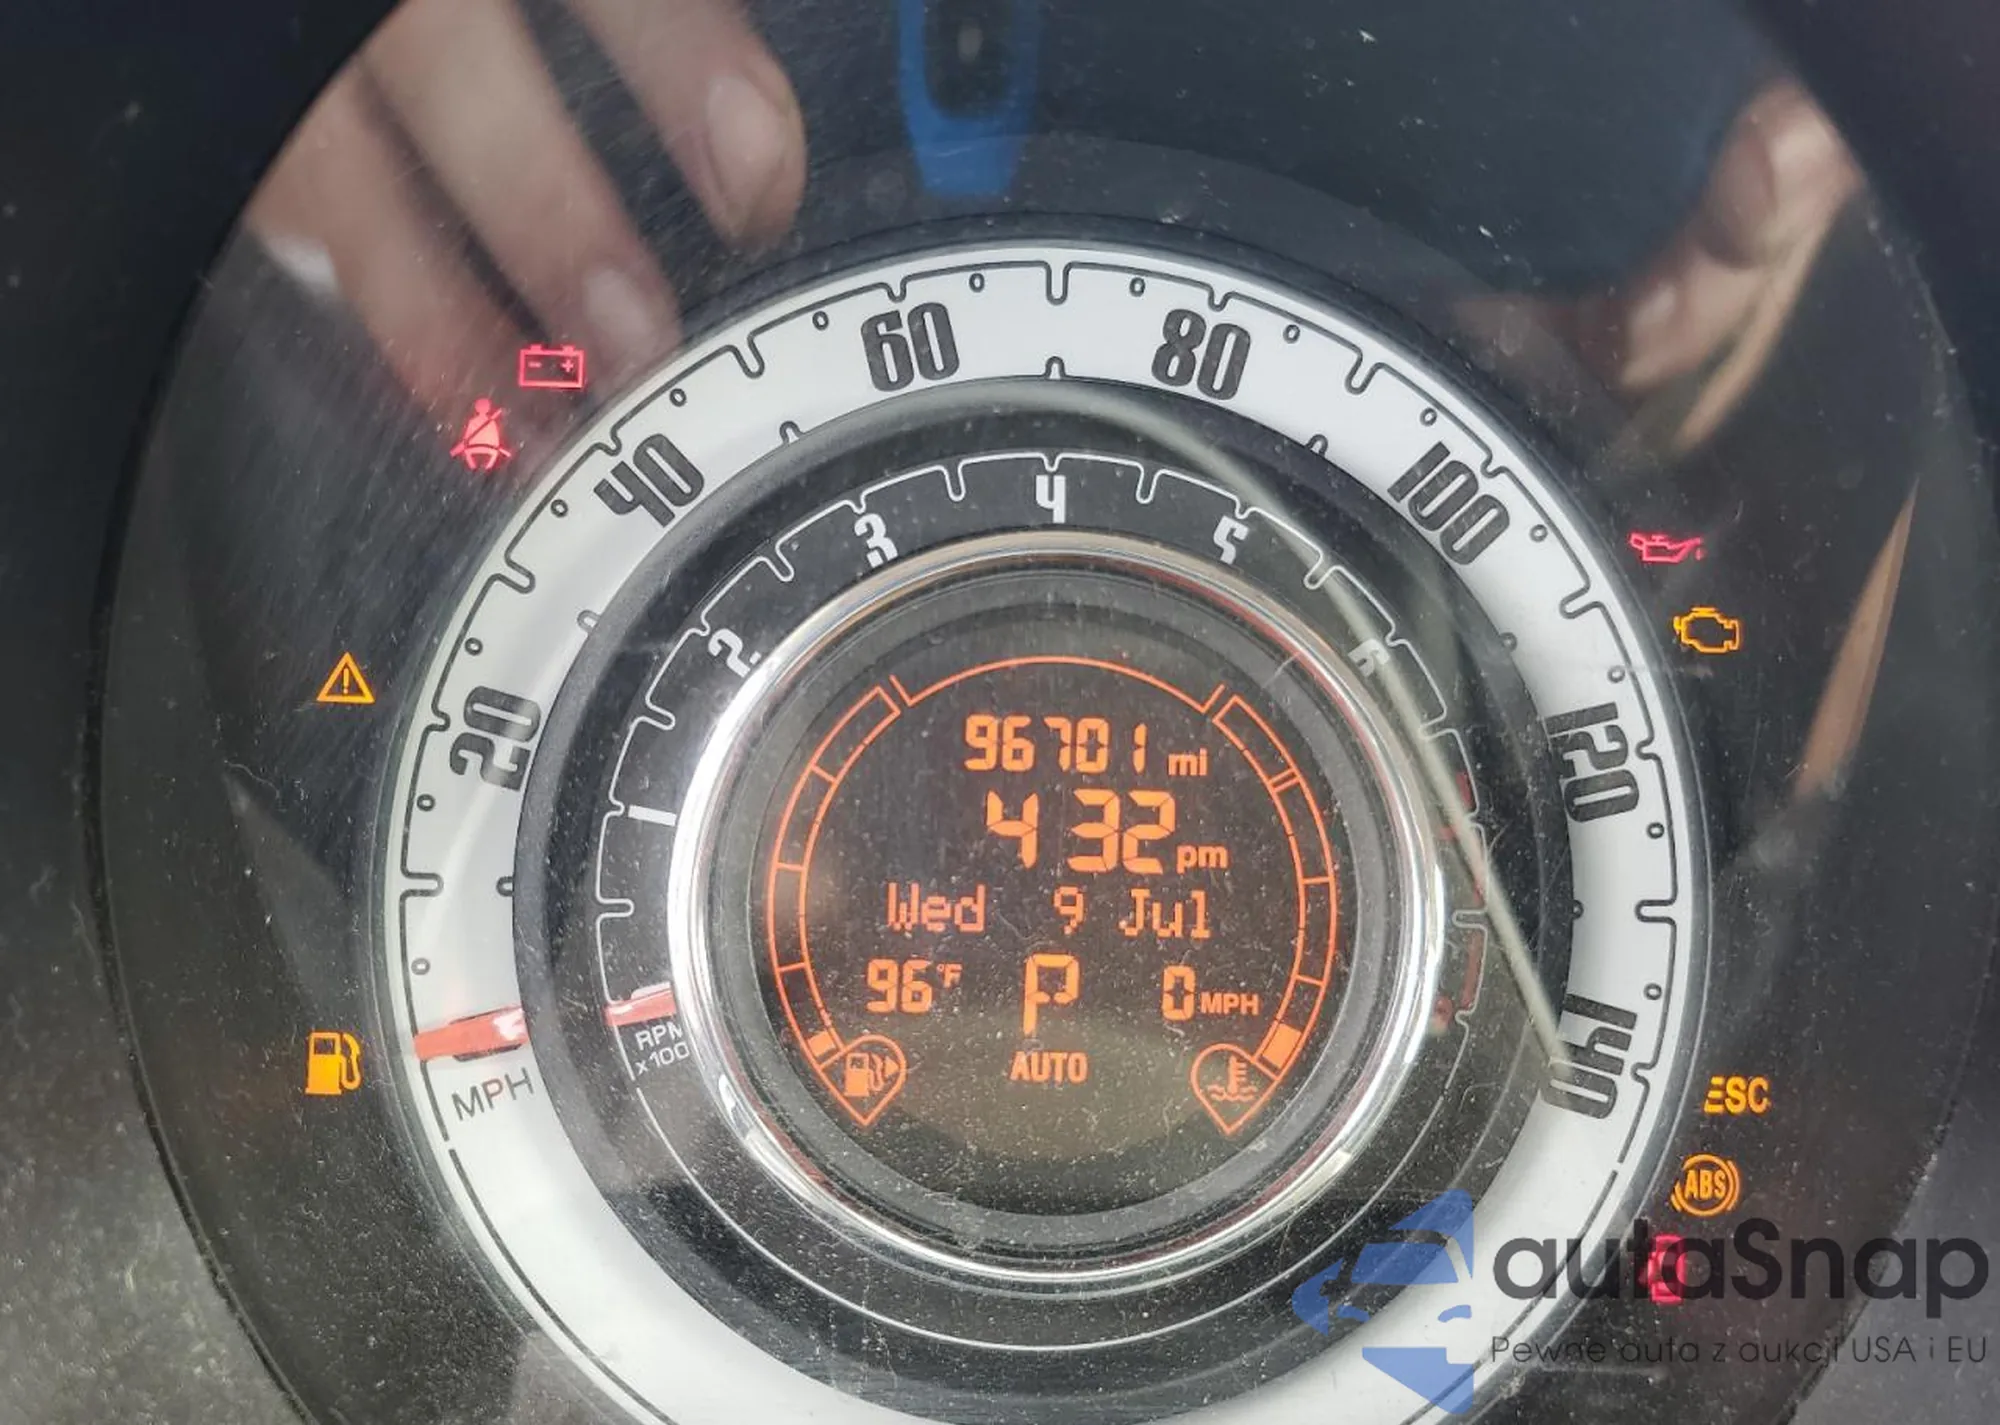 60
80
40
100
4
3
5
2
6
20
120
1
96701 mi
4 32 pm
Wed 9 Jul
96°F P 0 MPH
AUTO
RPM
x100
MPH
140
ESC
ABS
autaSnap
Pewne auta z aukcji USA i EU